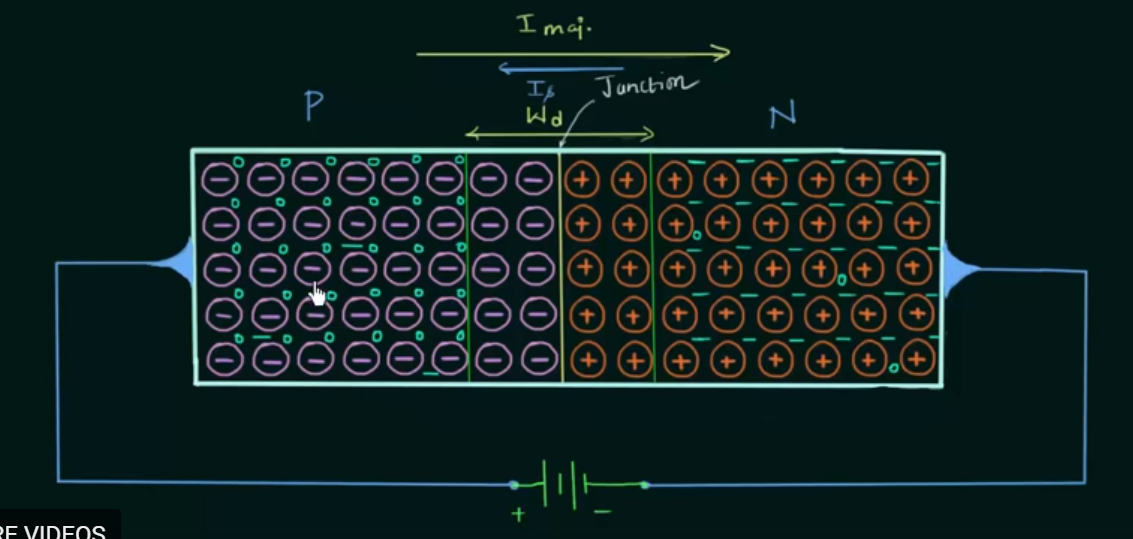 I maj.
Is
Junction
P
Wd
N
+ −
RE VIDEOS